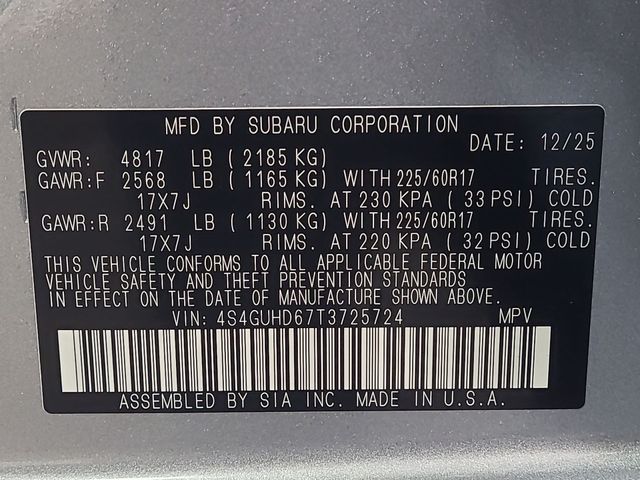 MFD BY SUBARU CORPORATION
DATE: 12/25
GVWR: 4817 LB ( 2185 KG)
GAWR:F 2568 LB ( 1165 KG) WITH 225/60R17 TIRES.
17X7J RIMS. AT 230 KPA ( 33 PSI) COLD
GAWR:R 2491 LB ( 1130 KG) WITH 225/60R17 TIRES.
17X7J RIMS. AT 220 KPA ( 32 PSI) COLD
THIS VEHICLE CONFORMS TO ALL APPLICABLE FEDERAL MOTOR
VEHICLE SAFETY AND THEFT PREVENTION STANDARDS
IN EFFECT ON THE DATE OF MANUFACTURE SHOWN ABOVE.
VIN: 4S4GUHD67T3725724 MPV
ASSEMBLED BY SIA INC. MADE IN U.S.A.